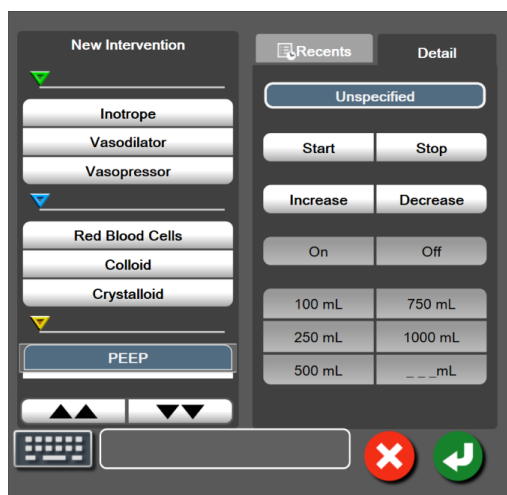 New Intervention
Inotrope
Vasodilator
Vasopressor
Red Blood Cells
Colloid
Crystalloid
PEEP
Recents
Detail
Unspecified
Start Stop
Increase Decrease
On Off
100 mL 750 mL
250 mL 1000 mL
500 mL _ _ _mL